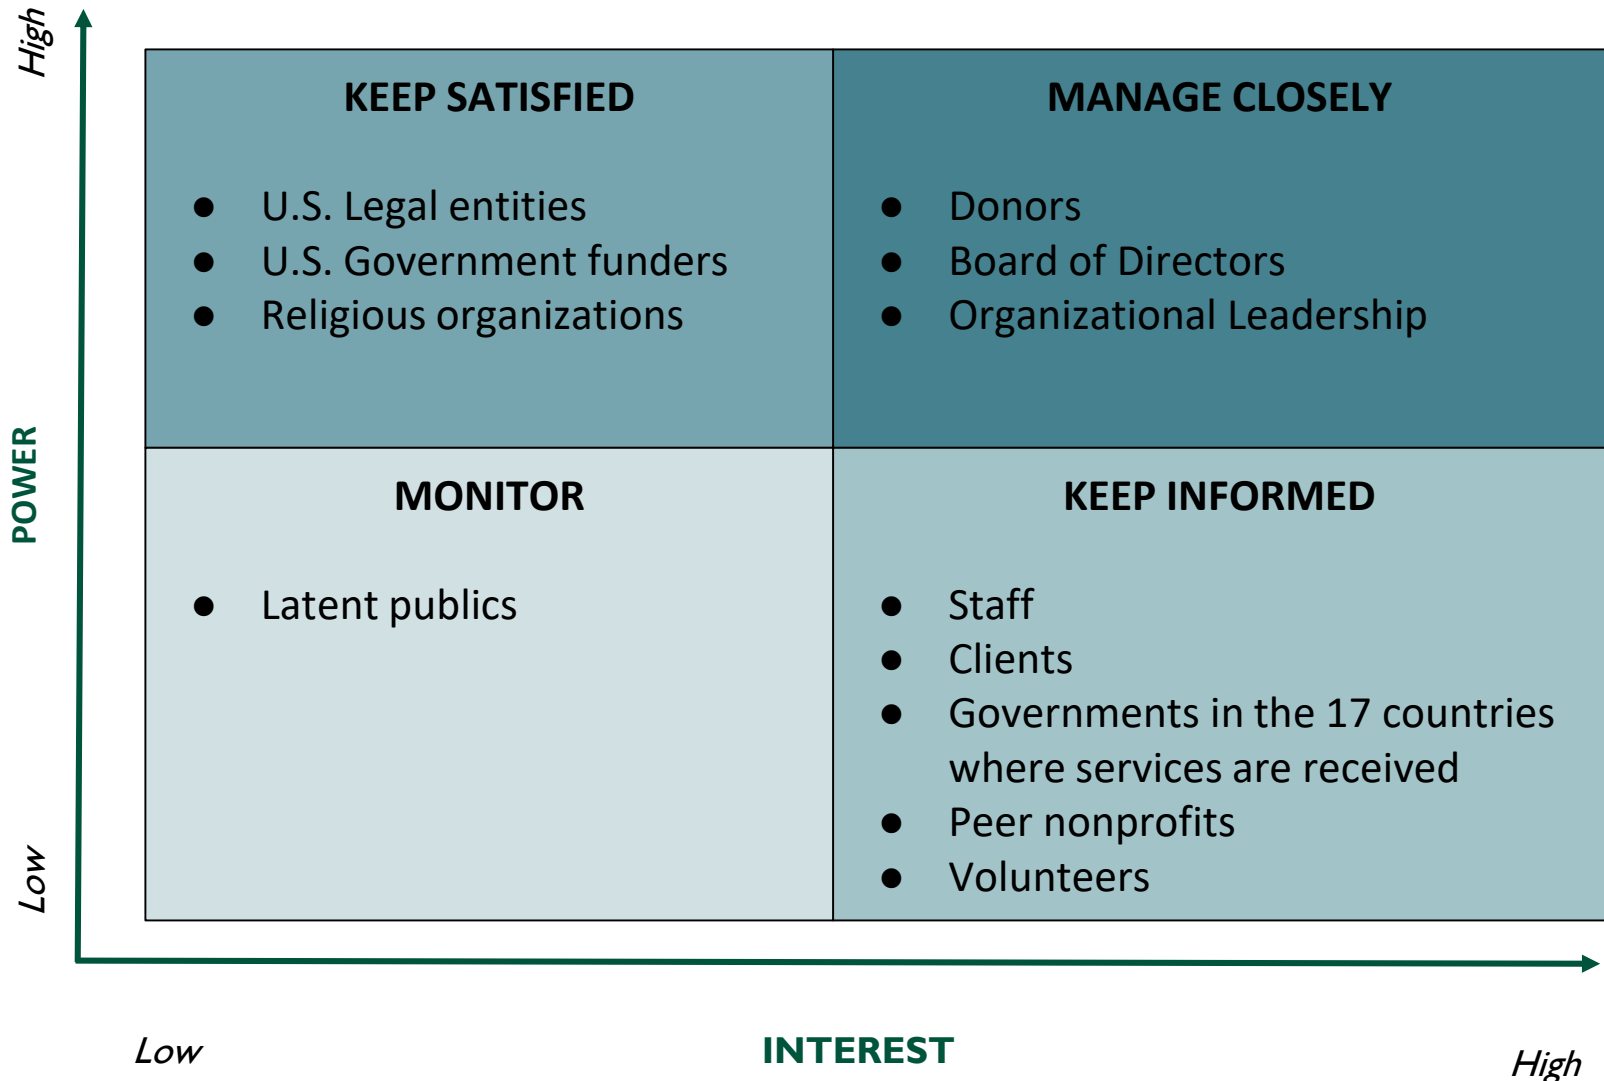 High
KEEP SATISFIED
● U.S. Legal entities
● U.S. Government funders
● Religious organizations
MANAGE CLOSELY
● Donors
● Board of Directors
● Organizational Leadership
POWER
MONITOR
● Latent publics
KEEP INFORMED
● Staff
● Clients
● Governments in the 17 countries
where services are received
● Peer nonprofits
● Volunteers
Low
Low
INTEREST
High